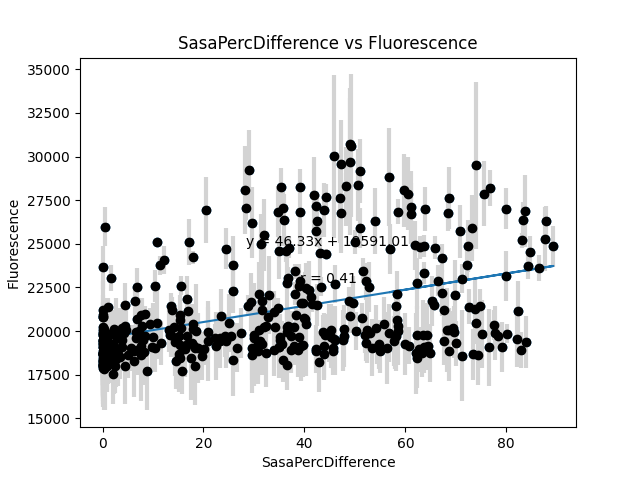 SasaPercDifference vs Fluorescence
35000
32500
30000
27500
25000
22500
20000
17500
15000
Fluorescence
y = 46.33x + 19591.01
r = 0.41
0
20
40
60
80
SasaPercDifference